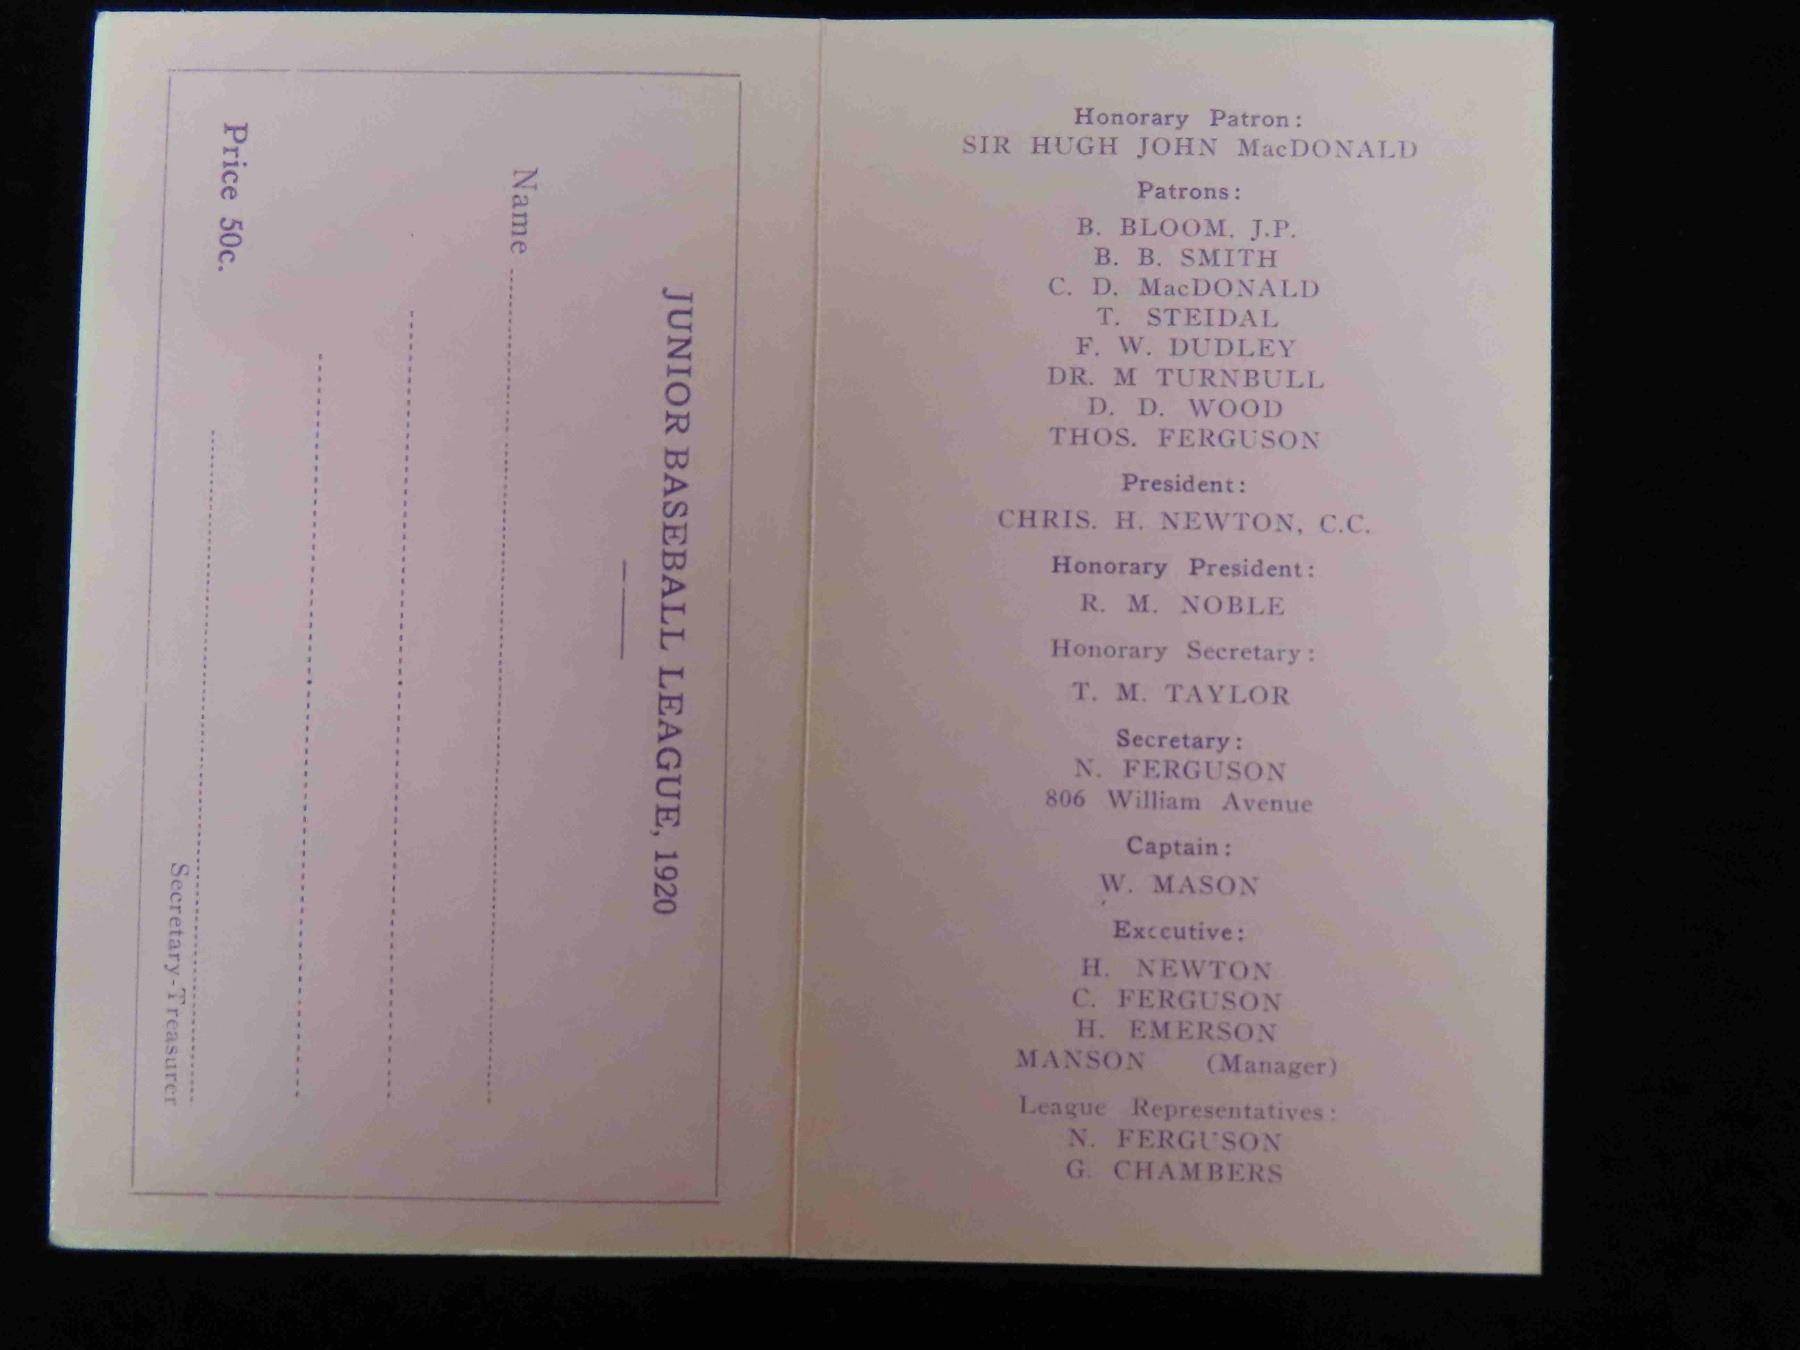 JUNIOR BASEBALL LEAGUE, 1920
Name
Price 50c.
Secretary-Treasurer
Honorary Patron:
SIR HUGH JOHN MacDONALD
Patrons:
B. BLOOM. J.P.
B. B. SMITH
C. D. MacDONALD
T. STEIDAL
F. W. DUDLEY
DR. M TURNBULL
D. D. WOOD
THOS. FERGUSON
President:
CHRIS. H. NEWTON, C.C.
Honorary President:
R. M. NOBLE
Honorary Secretary:
T. M. TAYLOR
Secretary:
N. FERGUSON
806 William Avenue
Captain:
W. MASON
Executive:
H. NEWTON
C. FERGUSON
H. EMERSON
MANSON (Manager)
League Representatives:
N. FERGUSON
G. CHAMBERS